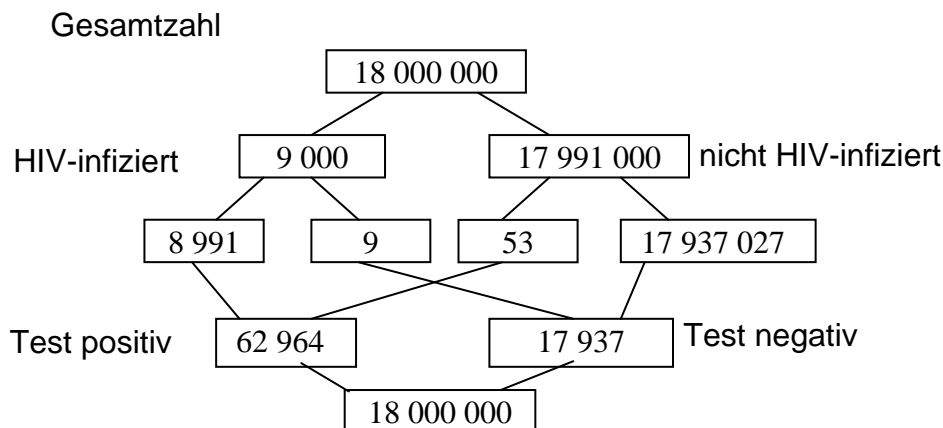 Gesamtzahl
18 000 000
HIV-infiziert 9 000 17 991 000 nicht HIV-infiziert
8 991 9 53 17 937 027
Test positiv 62 964 17 937 Test negativ
18 000 000